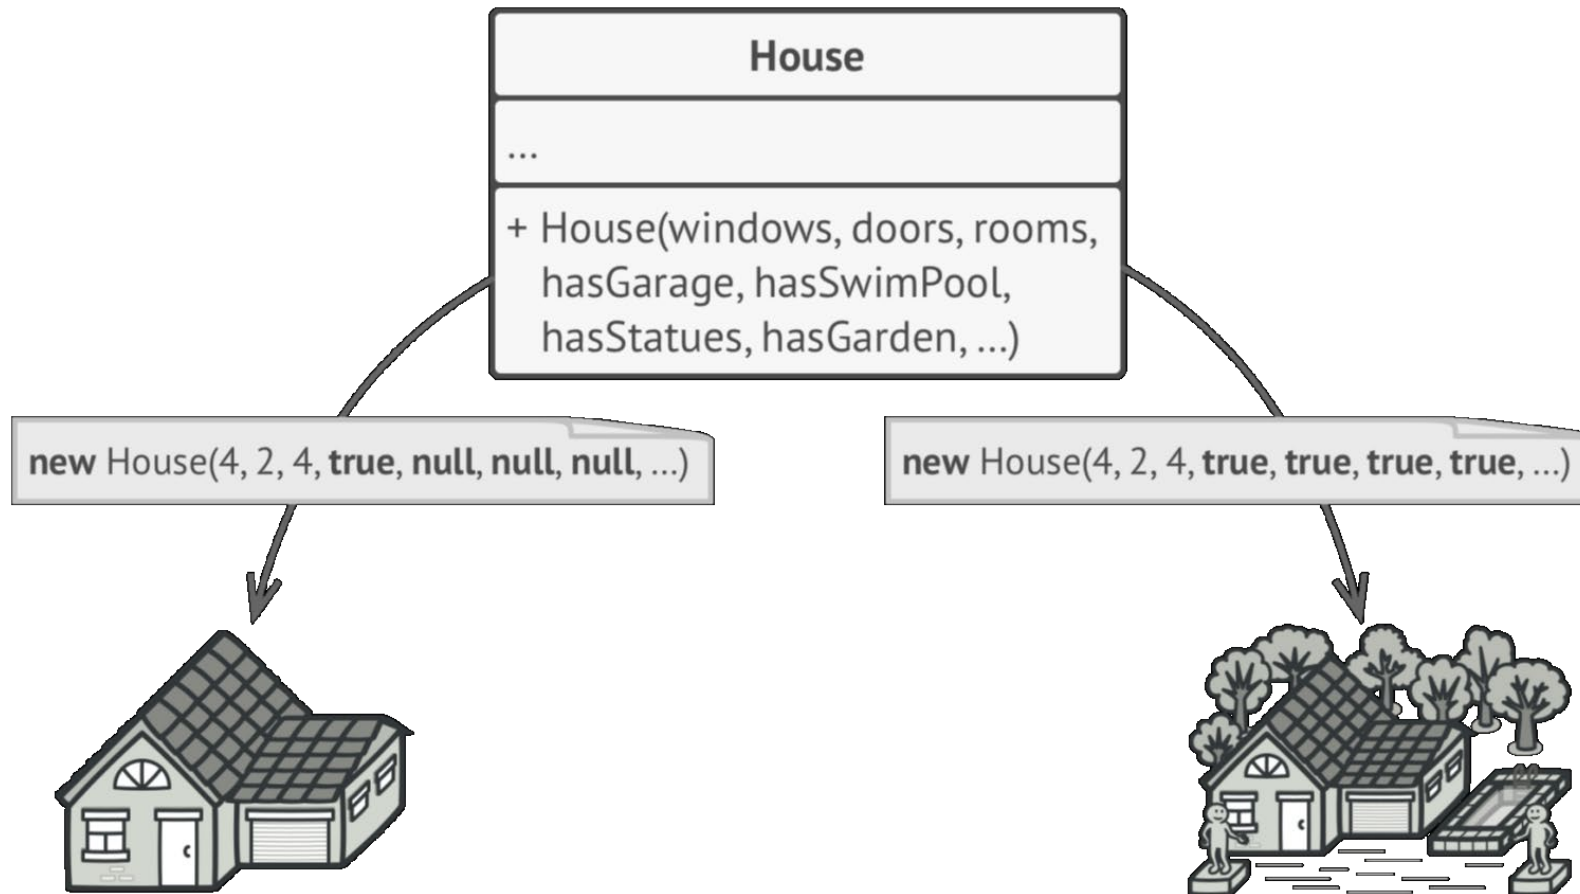 House
...
+ House(windows, doors, rooms,
hasGarage, hasSwimPool,
hasStatues, hasGarden, ...)
new House(4, 2, 4, true, null, null, null, ...)
new House(4, 2, 4, true, true, true, true, ...)